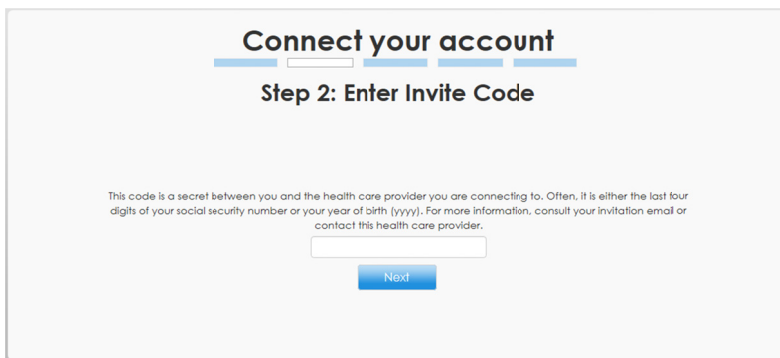 Connect your account
Step 2: Enter Invite Code
This code is a secret between you and the health care provider you are connecting to. Often, it is either the last four
digits of your social security number or your year of birth (yyyy). For more information, consult your invitation email or
contact this health care provider.
Next